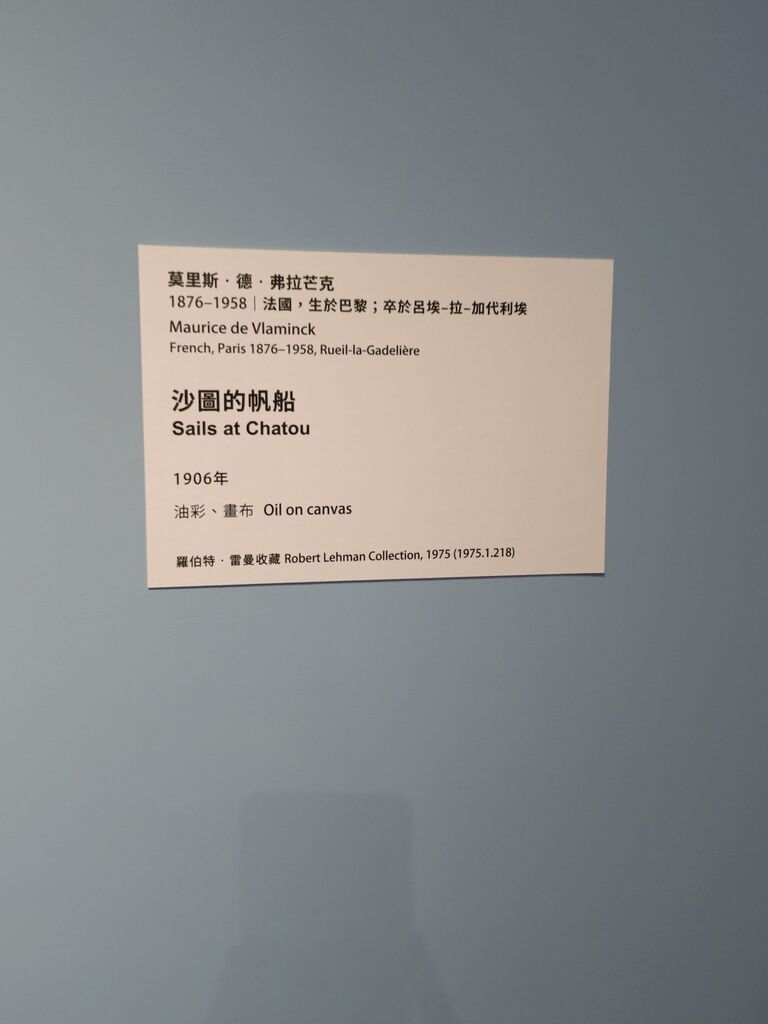 莫里斯．德．弗拉芒克
1876–1958｜法國，生於巴黎；卒於呂埃–拉–加代利埃
Maurice de Vlaminck
French, Paris 1876–1958, Rueil-la-Gadelière
沙圖的帆船
Sails at Chatou
1906年
油彩、畫布 Oil on canvas
羅伯特．雷曼收藏 Robert Lehman Collection, 1975 (1975.1.218)